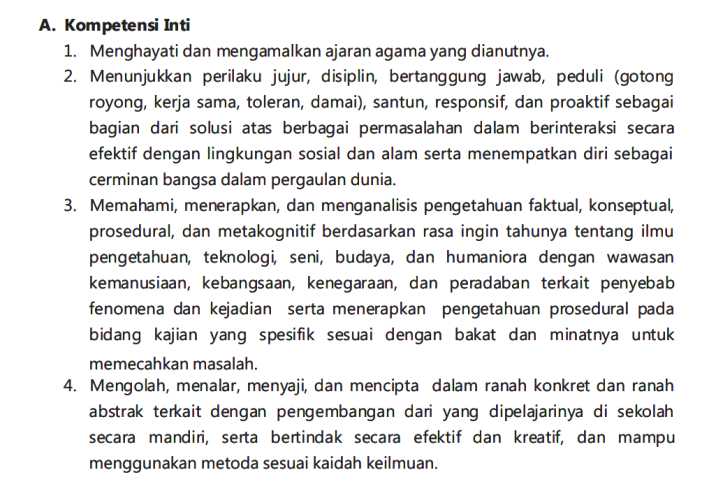 A. Kompetensi Inti
1. Menghayati dan mengamalkan ajaran agama yang dianutnya.
2. Menunjukkan perilaku jujur, disiplin, bertanggung jawab, peduli (gotong
royong, kerja sama, toleran, damai), santun, responsif, dan proaktif sebagai
bagian dari solusi atas berbagai permasalahan dalam berinteraksi secara
efektif dengan lingkungan sosial dan alam serta menempatkan diri sebagai
cerminan bangsa dalam pergaulan dunia.
3. Memahami, menerapkan, dan menganalisis pengetahuan faktual, konseptual,
prosedural, dan metakognitif berdasarkan rasa ingin tahunya tentang ilmu
pengetahuan, teknologi, seni, budaya, dan humaniora dengan wawasan
kemanusiaan, kebangsaan, kenegaraan, dan peradaban terkait penyebab
fenomena dan kejadian serta menerapkan pengetahuan prosedural pada
bidang kajian yang spesifik sesuai dengan bakat dan minatnya untuk
memecahkan masalah.
4. Mengolah, menalar, menyaji, dan mencipta dalam ranah konkret dan ranah
abstrak terkait dengan pengembangan dari yang dipelajarinya di sekolah
secara mandiri, serta bertindak secara efektif dan kreatif, dan mampu
menggunakan metoda sesuai kaidah keilmuan.